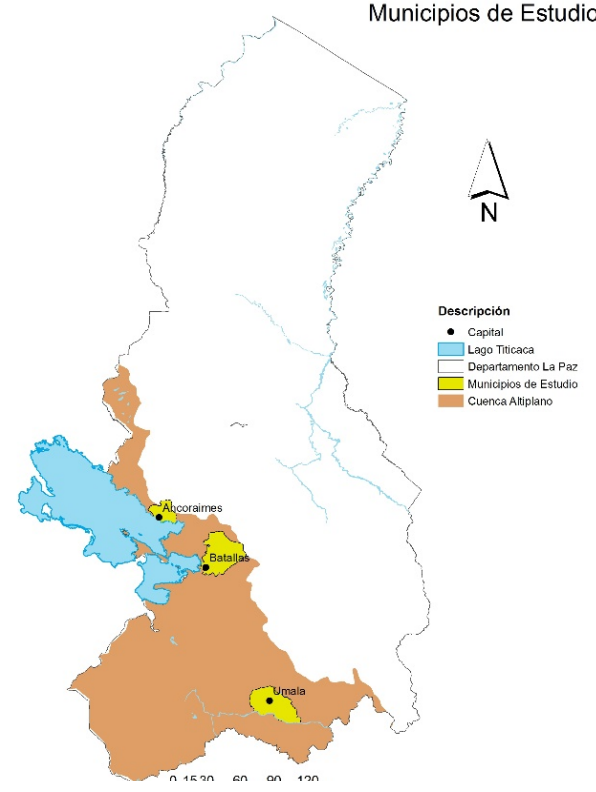 Municipios de Estudio
N
Descripción
Capital
Lago Titicaca
Departamento La Paz
Municipios de Estudio
Cuenca Altiplano
Ancoraimes
Batallas
Umala
0 15 30 60 90 120